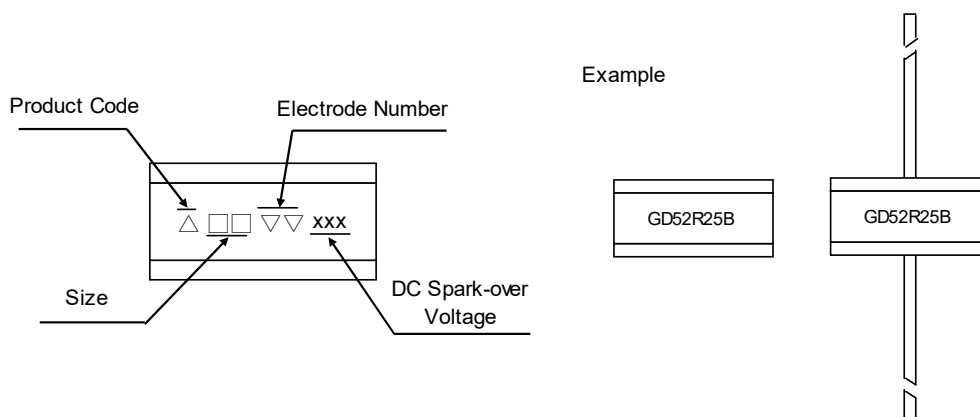 Product Code
Electrode Number
△ □□ ▽▽ xxx
Size
DC Spark-over
Voltage
Example
GD52R25B
GD52R25B